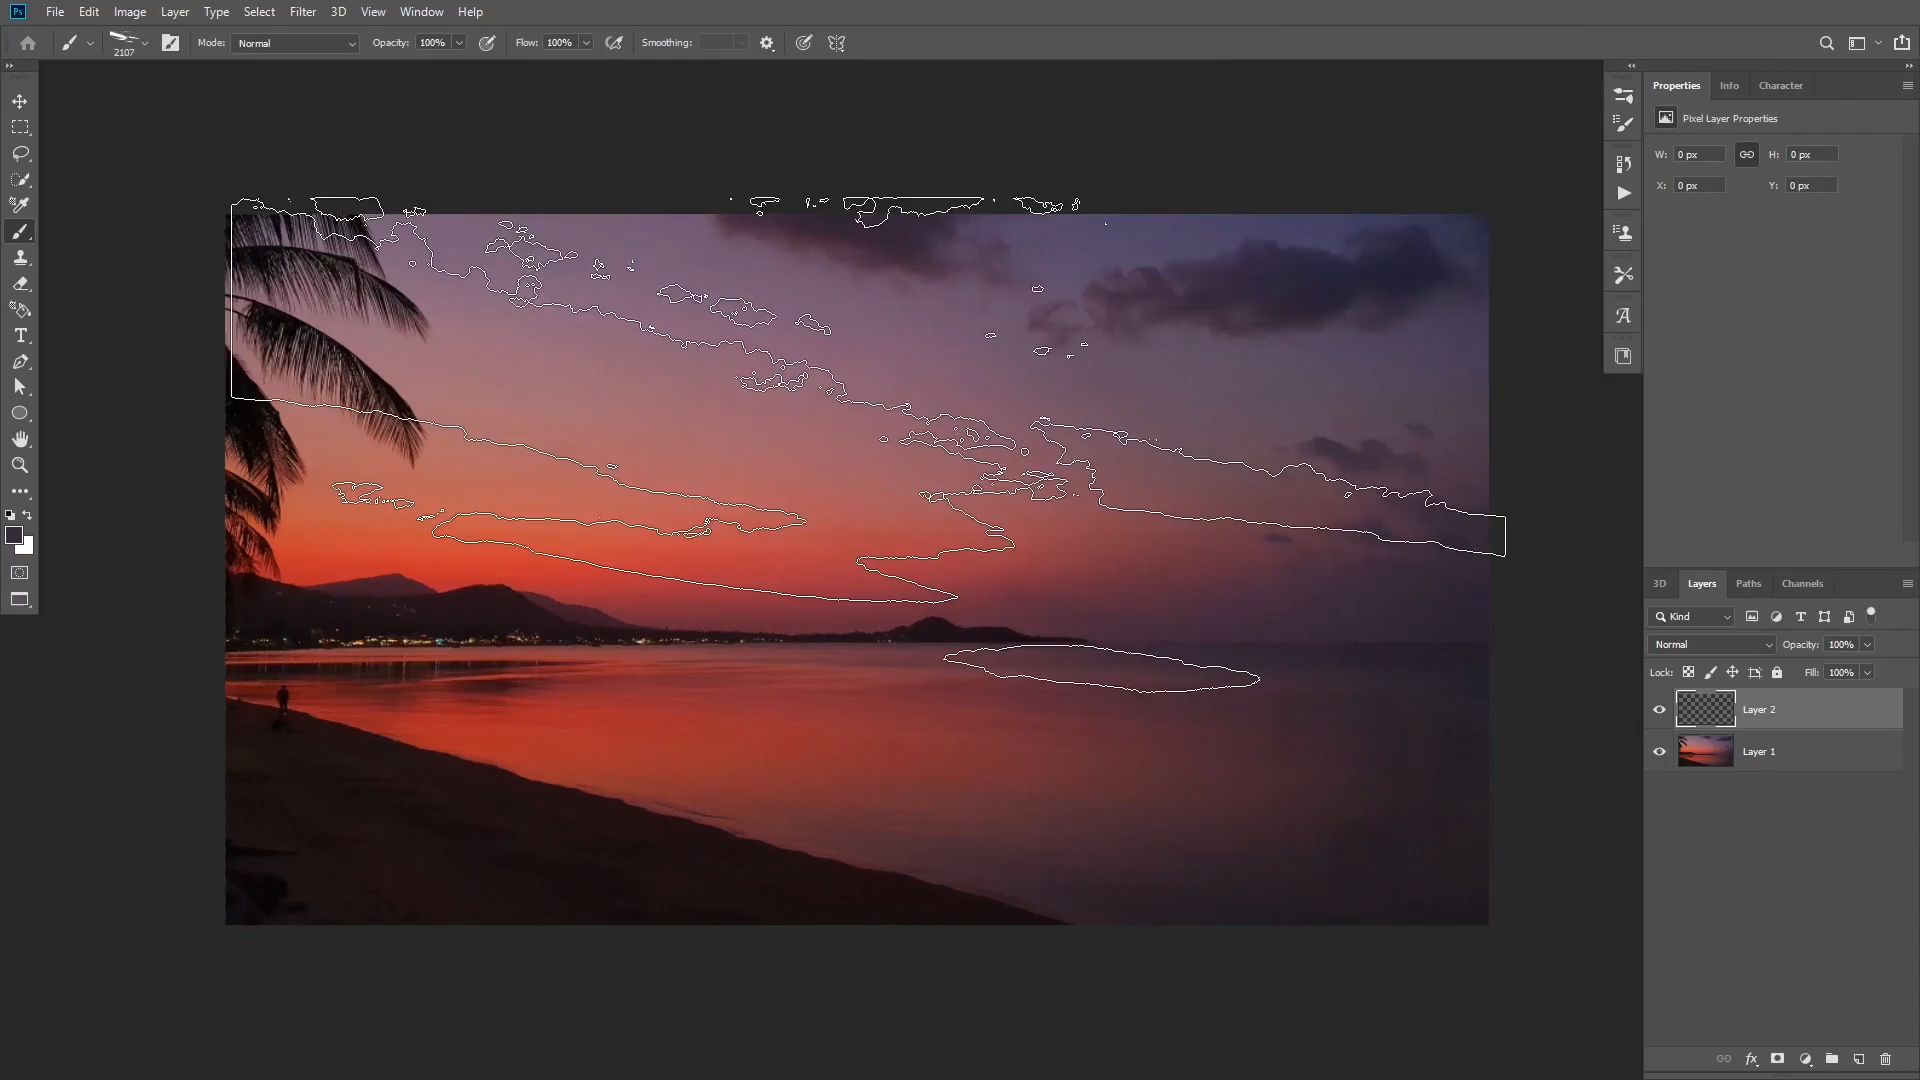 Ps File Edit Image Layer Type Select Filter 3D View Window Help
2107 Mode: Normal Opacity: 100% Flow: 100% Smoothing:
Properties Info Character
Pixel Layer Properties
W: 0 px H: 0 px
X: 0 px Y: 0 px
3D Layers Paths Channels
Kind
Normal Opacity: 100%
Lock: Fill: 100%
Layer 2
Layer 1